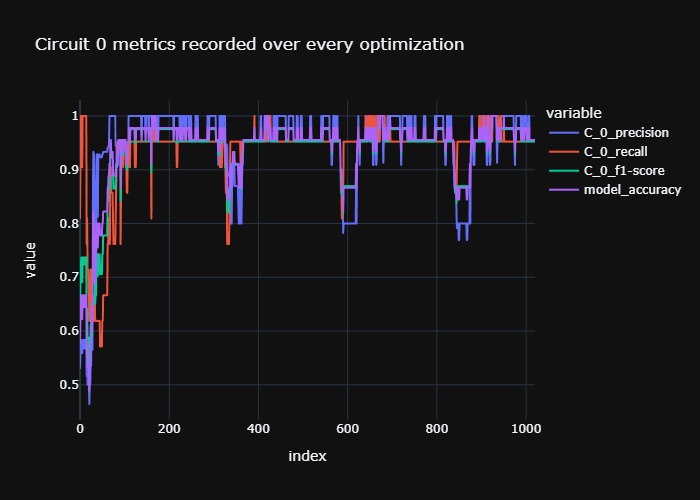 Circuit 0 metrics recorded over every optimization
variable
C_0_precision
C_0_recall
C_0_f1-score
model_accuracy
1
0.9
0.8
0.7
0.6
0.5
value
0 200 400 600 800 1000
index